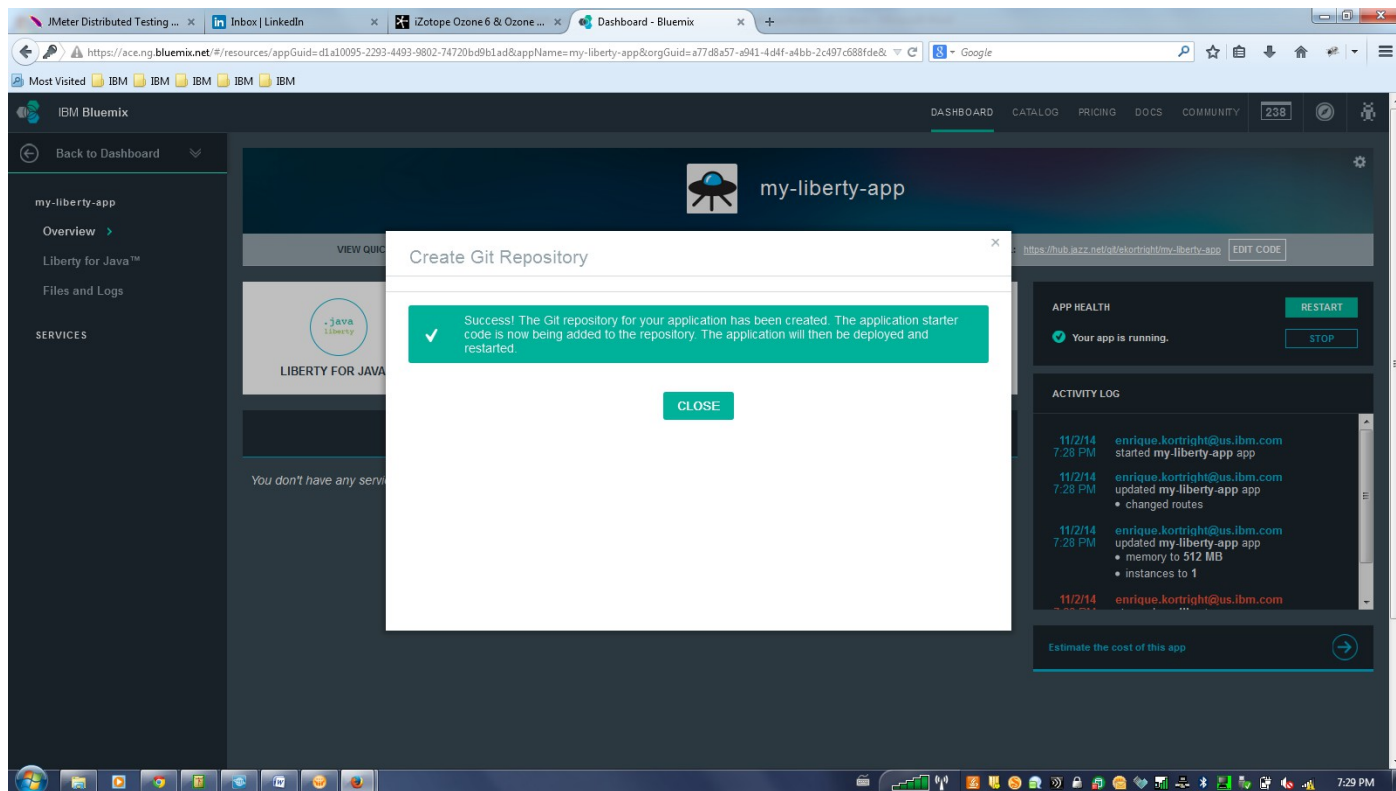 JMeter Distributed Testing ...
Inbox | LinkedIn
iZotope Ozone 6 & Ozone ...
Dashboard - Bluemix
https://ace.ng.bluemix.net/#/resources/appGuid=d1a10095-2293-4493-9802-74720bd9b1ad&appName=my-liberty-app&orgGuid=a77d8a57-a941-4d4f-a4bb-2c497c688fde&
Google
Most Visited IBM IBM IBM IBM IBM
IBM Bluemix
DASHBOARD CATALOG PRICING DOCS COMMUNITY 238
Back to Dashboard
my-liberty-app
Overview >
Liberty for Java™
Files and Logs
SERVICES
my-liberty-app
VIEW QUIC
https://hub.jazz.net/git/ekortright/my-liberty-app EDIT CODE
.java
liberty
LIBERTY FOR JAVA
You don't have any servi
Create Git Repository
Success! The Git repository for your application has been created. The application starter
code is now being added to the repository. The application will then be deployed and
restarted.
CLOSE
APP HEALTH RESTART
Your app is running. STOP
ACTIVITY LOG
11/2/14 enrique.kortright@us.ibm.com
7:28 PM started my-liberty-app app
11/2/14 enrique.kortright@us.ibm.com
7:28 PM updated my-liberty-app app
• changed routes
11/2/14 enrique.kortright@us.ibm.com
7:28 PM updated my-liberty-app app
• memory to 512 MB
• instances to 1
11/2/14 enrique.kortright@us.ibm.com
Estimate the cost of this app
7:29 PM